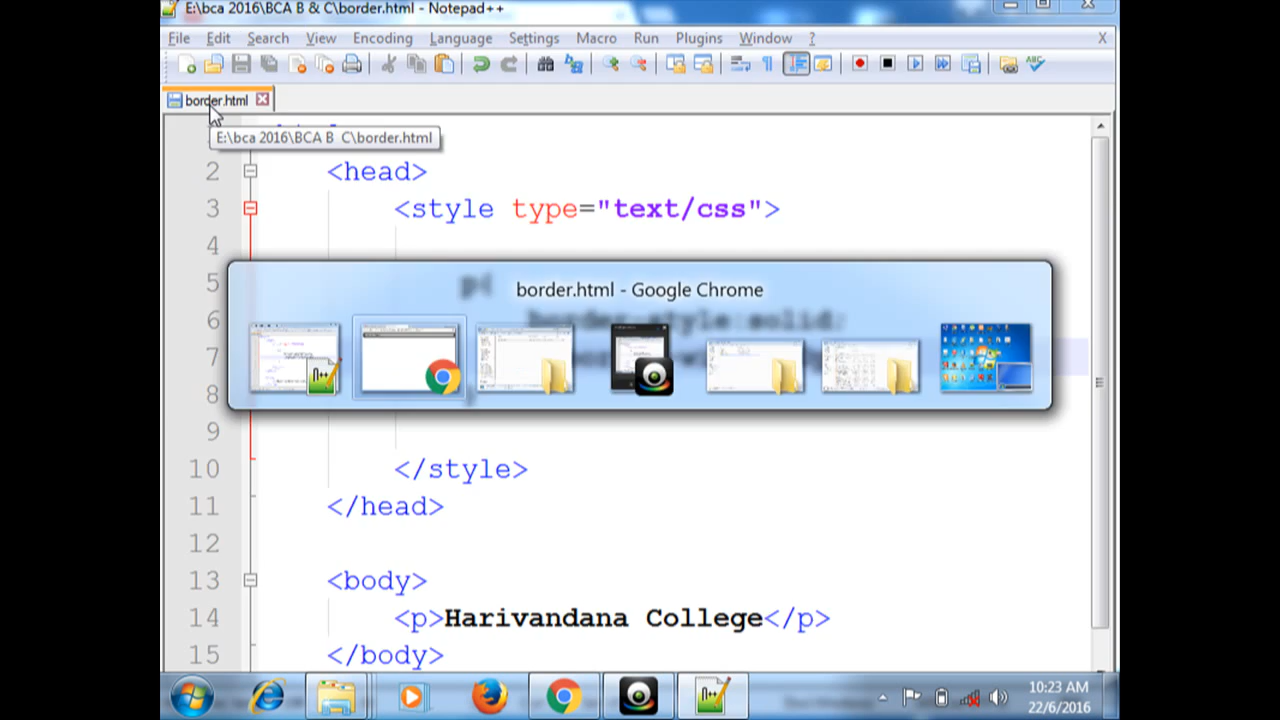 E:\bca 2016\BCA B & C\border.html - Notepad++
File Edit Search View Encoding Language Settings Macro Run Plugins Window ? X
border.html
E:\bca 2016\BCA B C\border.html
2 <head>
3 <style type="text/css">
4
5 p{
border.html - Google Chrome
6 border-style:solid;
7
8
9
10 </style>
11 </head>
12
13 <body>
14 <p>Harivandana College</p>
15 </body>
10:23 AM
22/6/2016